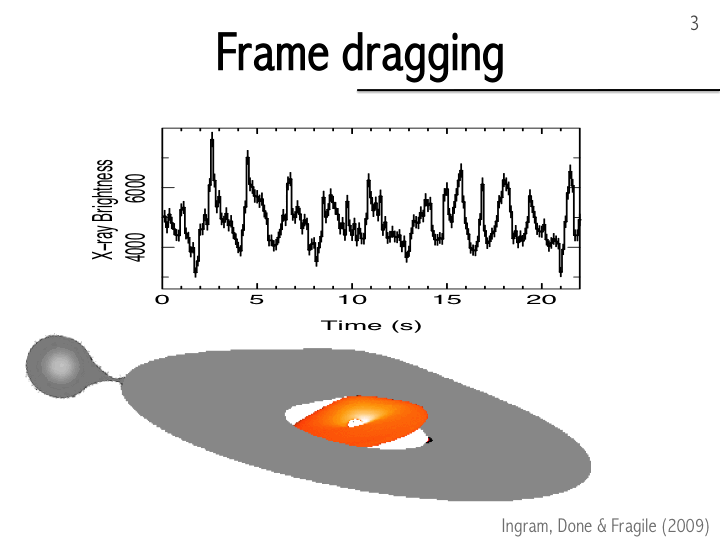 3
Frame dragging
X-ray Brightness
6000
4000
0 5 10 15 20
Time (s)
Ingram, Done & Fragile (2009)